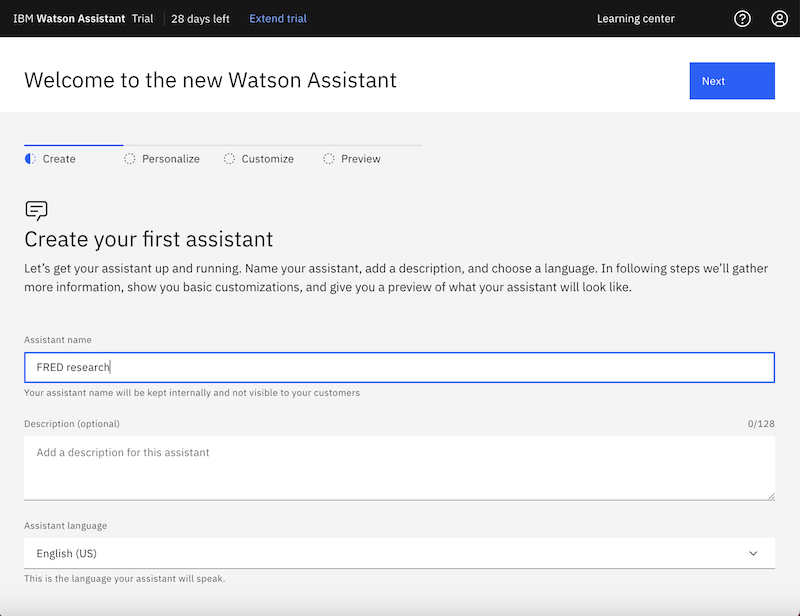 IBM Watson Assistant Trial 28 days left Extend trial Learning center
Welcome to the new Watson Assistant
Next
Create Personalize Customize Preview
Create your first assistant
Let’s get your assistant up and running. Name your assistant, add a description, and choose a language. In following steps we’ll gather
more information, show you basic customizations, and give you a preview of what your assistant will look like.
Assistant name
FRED research
Your assistant name will be kept internally and not visible to your customers
Description (optional) 0/128
Add a description for this assistant
Assistant language
English (US)
This is the language your assistant will speak.